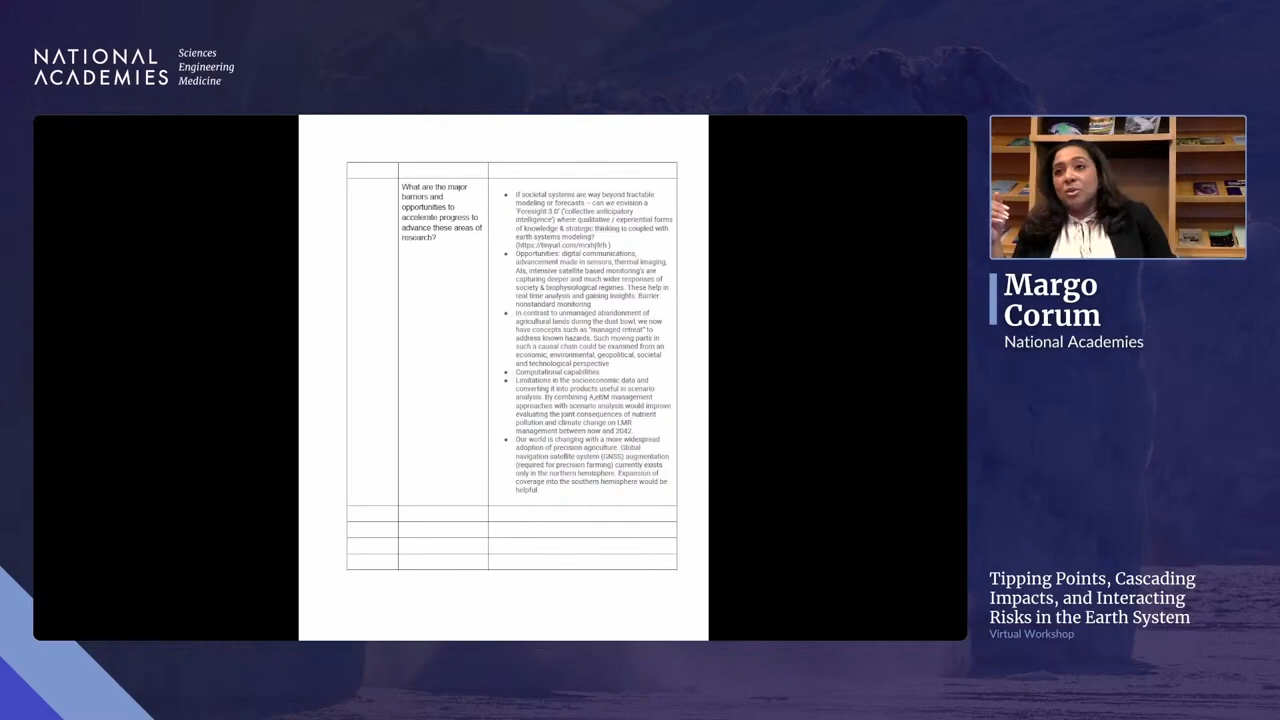 NATIONAL
ACADEMIES
Sciences
Engineering
Medicine
What are the major
barriers and
opportunities to
accelerate progress to
advance these areas of
research?
• If societal systems are way beyond tractable
modeling or forecasts – can we envision a
'Foresight 3.0' ('collective anticipatory
intelligence') where qualitative / experiential forms
of knowledge & strategic thinking is coupled with
earth systems modeling?
(https://tinyurl.com/mrxhj9rh )
• Opportunities: digital communications,
advancement made in sensors, thermal imaging,
AIs, intensive satellite based monitoring's are
capturing deeper and much wider responses of
society & biophysiological regimes. These help in
real time analysis and gaining insights. Barrier:
nonstandard monitoring
• In contrast to unmanaged abandonment of
agricultural lands during the dust bowl, we now
have concepts such as "managed retreat" to
address known hazards. Such moving parts in
such a causal chain could be examined from an
economic, environmental, geopolitical, societal
and technological perspective
• Computational capabilities
• Limitations in the socioeconomic data and
converting it into products useful in scenario
analysis. By combining management
approaches with scenario analysis would improve
evaluating the joint consequences of nutrient
pollution and climate change on LMR
management between now and 2042.
• Our world is changing with a more widespread
adoption of precision agriculture. Global
navigation satellite system (GNSS) augmentation
(required for precision farming) currently exists
only in the northern hemisphere. Expansion of
coverage into the southern hemisphere would be
helpful.
Margo
Corum
National Academies
Tipping Points, Cascading
Impacts, and Interacting
Risks in the Earth System
Virtual Workshop